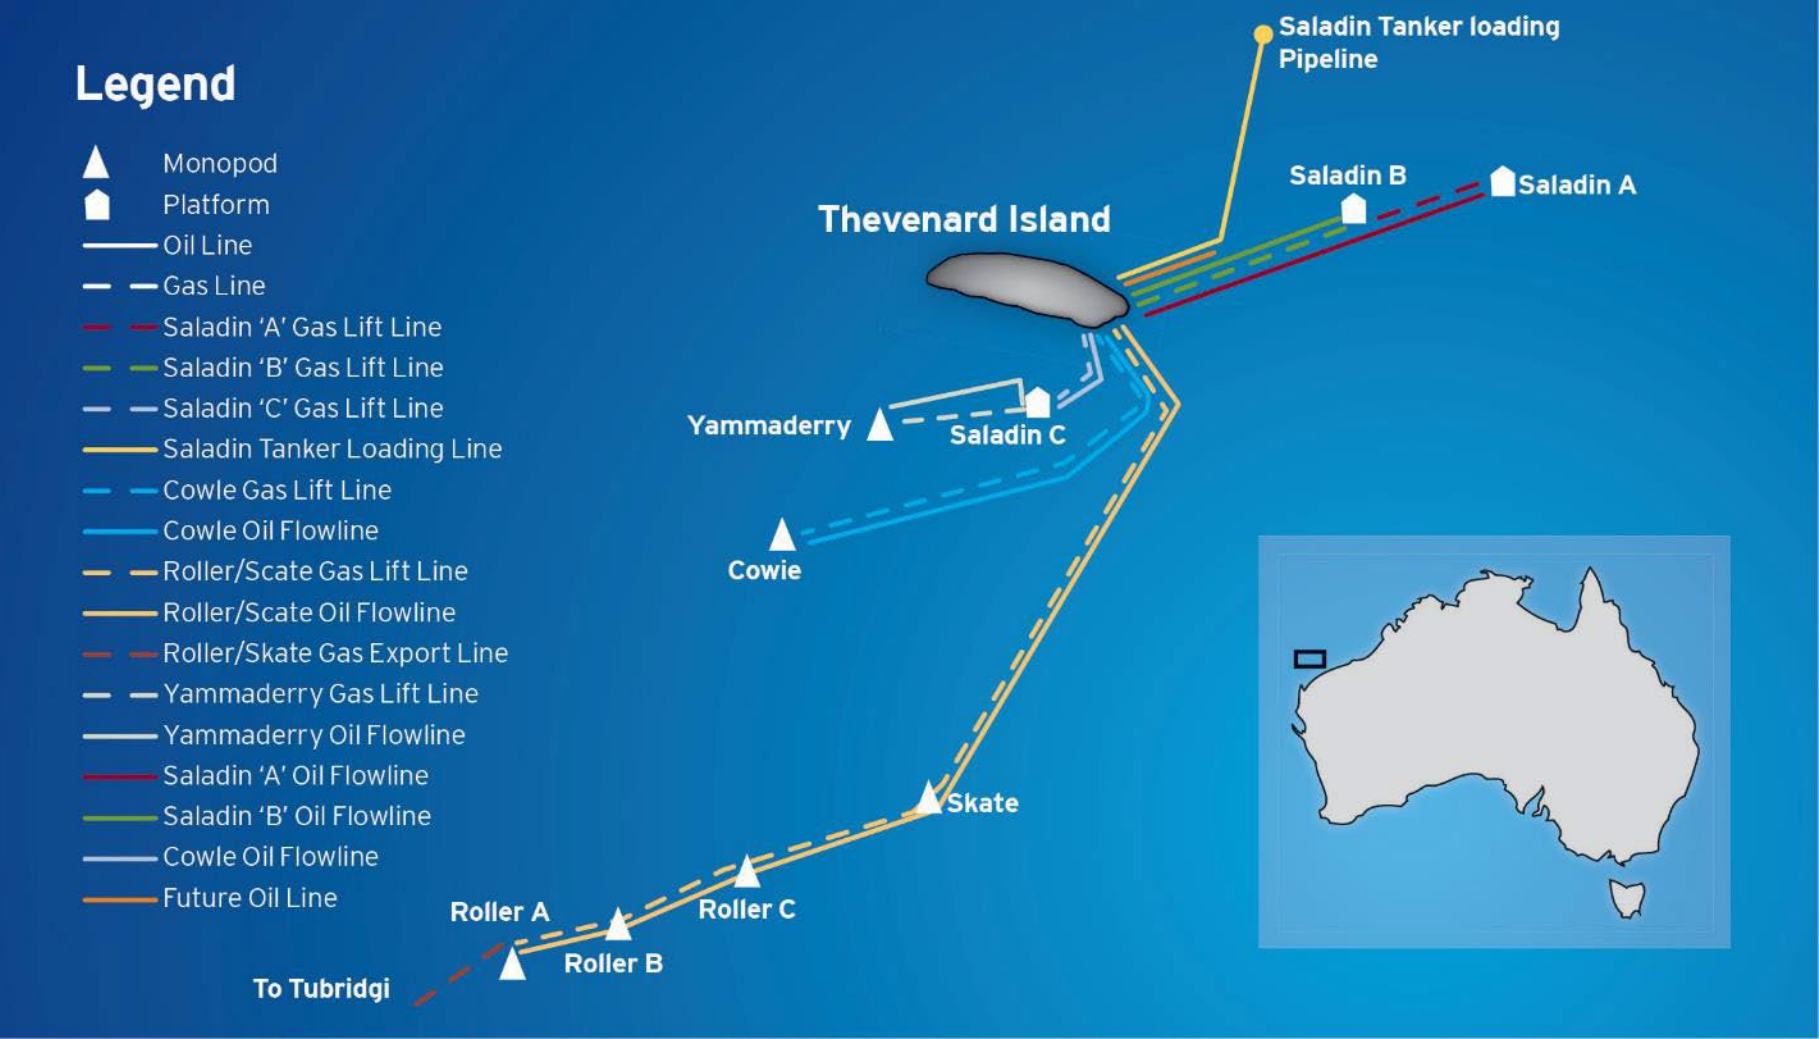 Legend
Monopod
Platform
Oil Line
Gas Line
Saladin ‘A’ Gas Lift Line
Saladin ‘B’ Gas Lift Line
Saladin ‘C’ Gas Lift Line
Saladin Tanker Loading Line
Cowle Gas Lift Line
Cowle Oil Flowline
Roller/Scate Gas Lift Line
Roller/Scate Oil Flowline
Roller/Skate Gas Export Line
Yammaderry Gas Lift Line
Yammaderry Oil Flowline
Saladin ‘A’ Oil Flowline
Saladin ‘B’ Oil Flowline
Cowle Oil Flowline
Future Oil Line
Saladin Tanker loading
Pipeline
Saladin B
Saladin A
Thevenard Island
Yammaderry
Saladin C
Cowie
Skate
Roller C
Roller A
Roller B
To Tubridgi